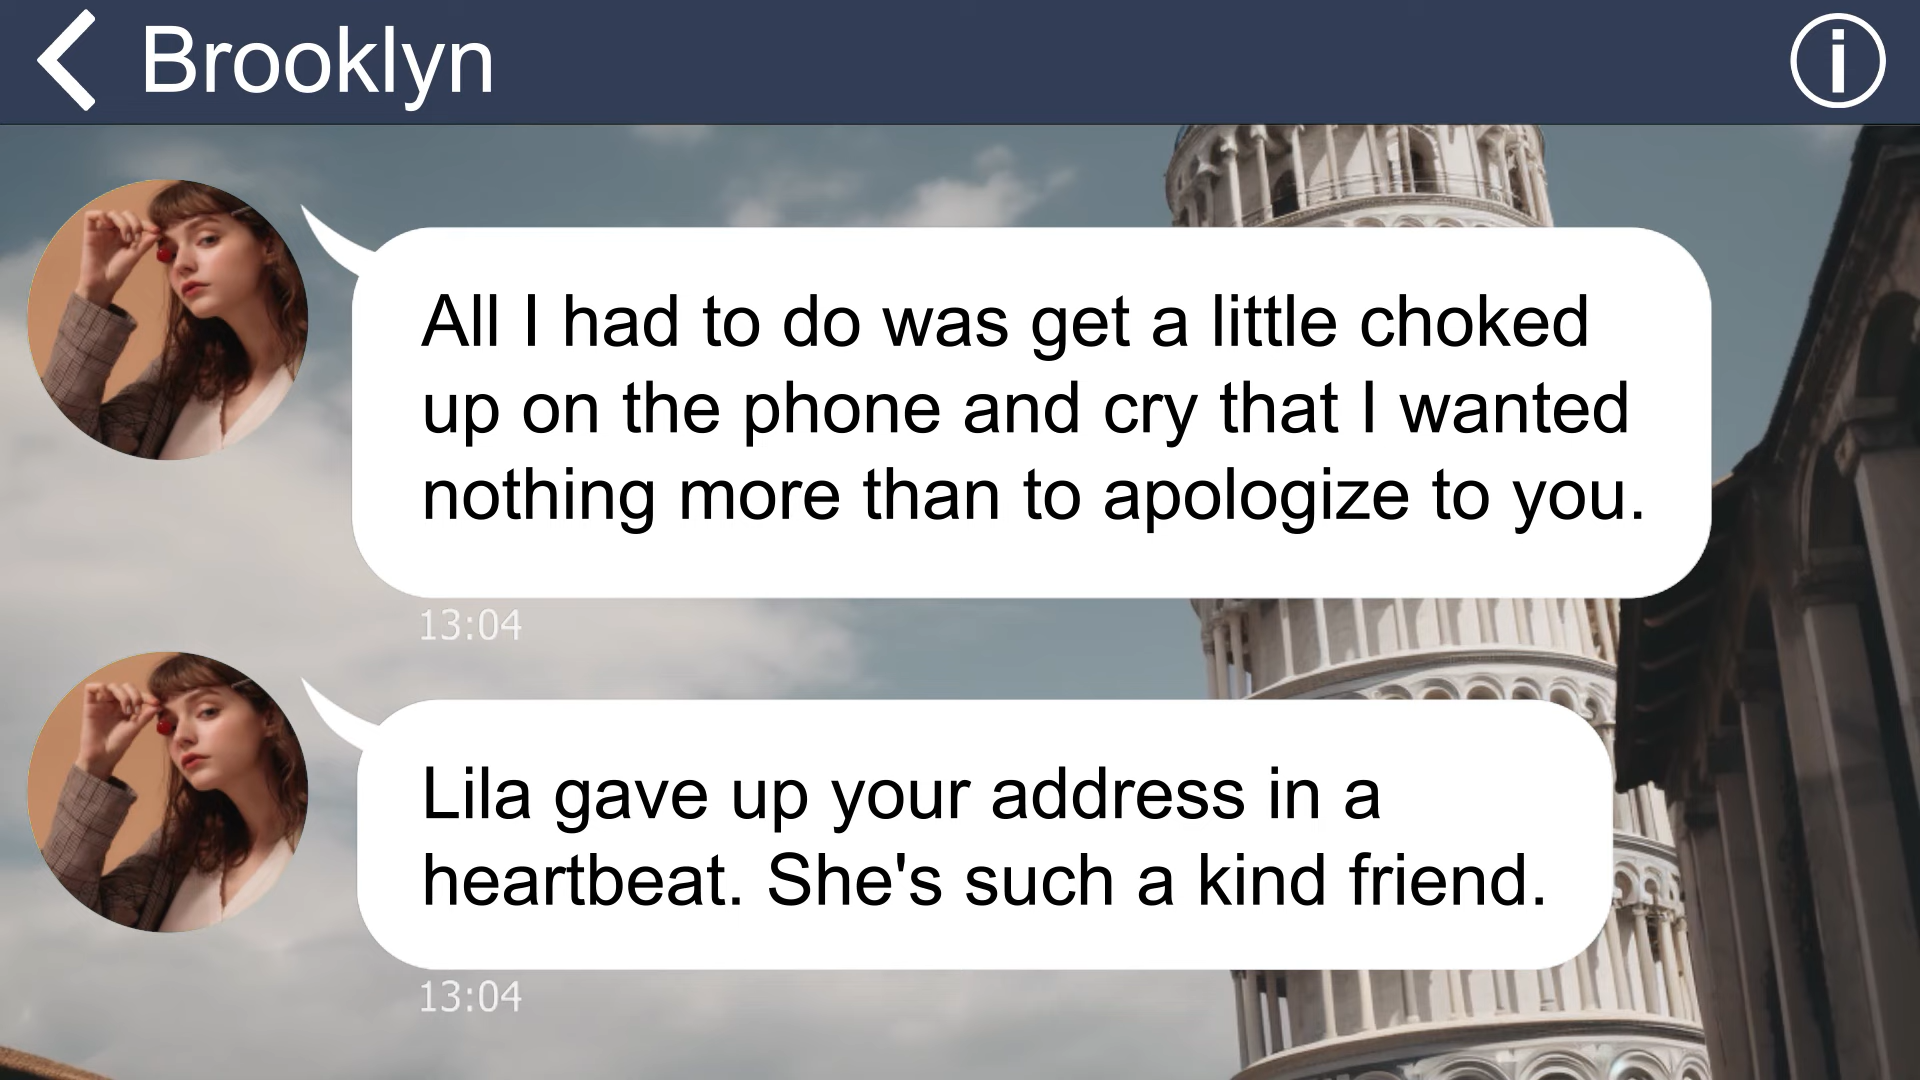 Brooklyn
All I had to do was get a little choked
up on the phone and cry that I wanted
nothing more than to apologize to you.
13:04
Lila gave up your address in a
heartbeat. She's such a kind friend.
13:04